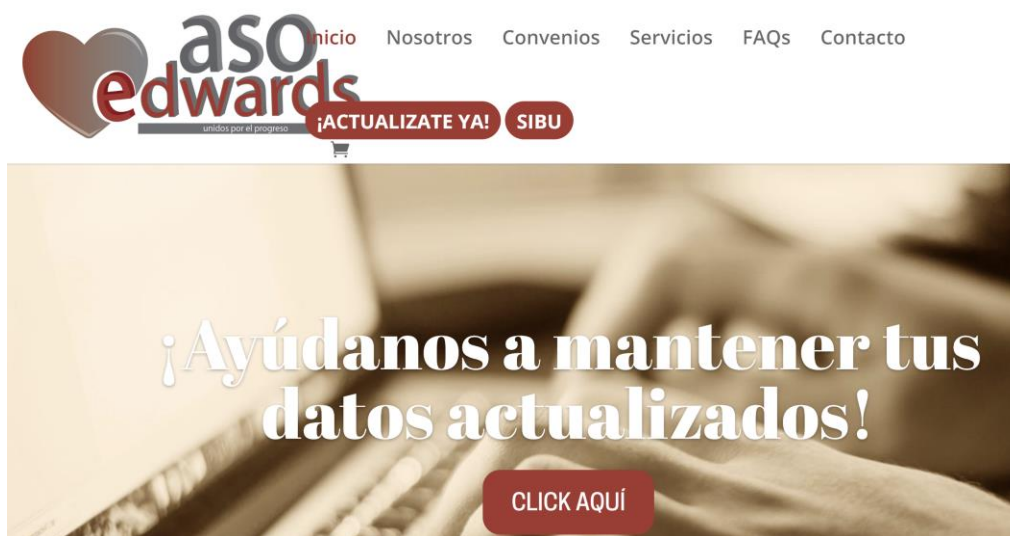 aso
edwards
unidos por el progreso
Inicio Nosotros Convenios Servicios FAQs Contacto
¡ACTUALIZATE YA! SIBU
¡Ayúdanos a mantener tus
datos actualizados!
CLICK AQUÍ